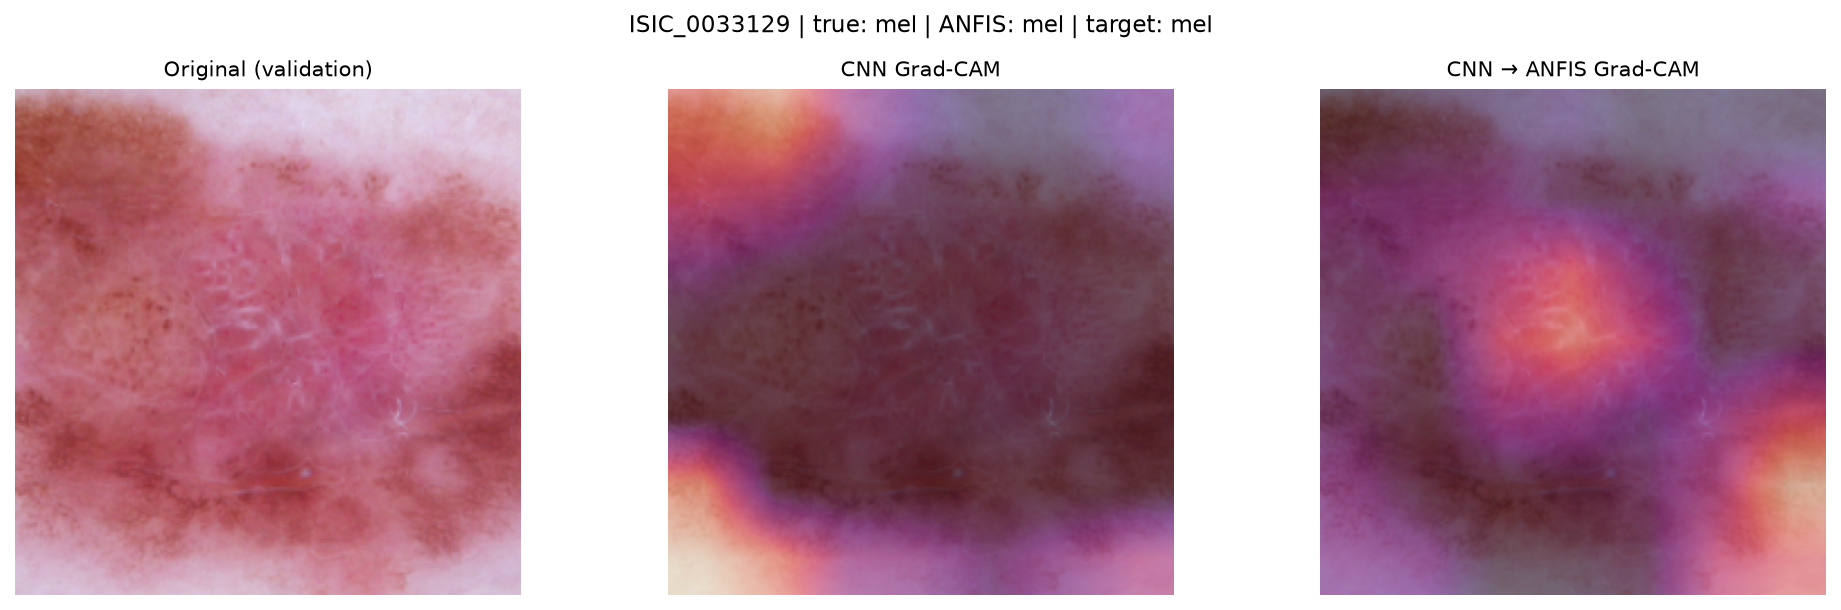 ISIC_0033129 | true: mel | ANFIS: mel | target: mel
Original (validation)
CNN Grad-CAM
CNN → ANFIS Grad-CAM